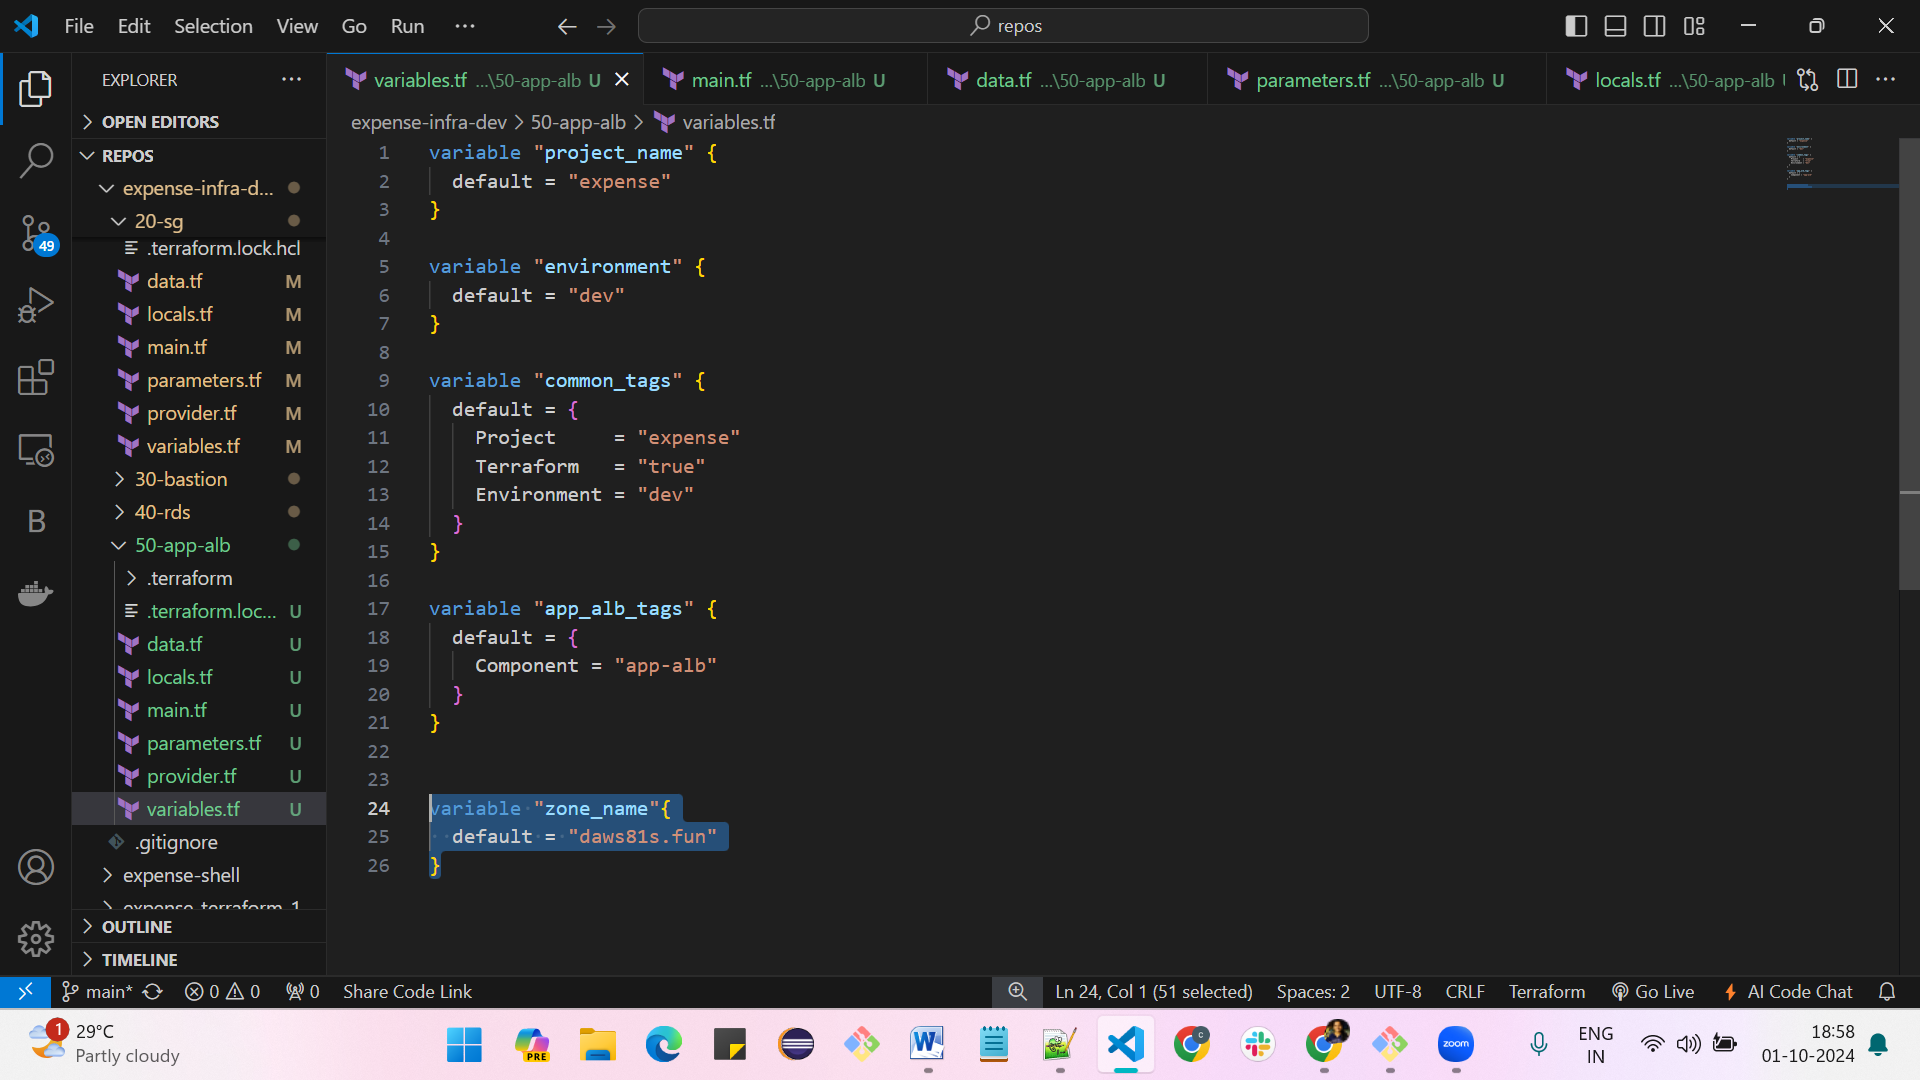 File Edit Selection View Go Run ···
repos
EXPLORER ···
OPEN EDITORS
REPOS
expense-infra-d...
20-sg
.terraform.lock.hcl
data.tf M
locals.tf M
main.tf M
parameters.tf M
provider.tf M
variables.tf M
30-bastion
40-rds
50-app-alb
.terraform
.terraform.loc... U
data.tf U
locals.tf U
main.tf U
parameters.tf U
provider.tf U
variables.tf U
.gitignore
expense-shell
expense-terraform-1
OUTLINE
TIMELINE
49
B
variables.tf ...\50-app-alb U
main.tf ...\50-app-alb U
data.tf ...\50-app-alb U
parameters.tf ...\50-app-alb U
locals.tf ...\50-app-alb
expense-infra-dev > 50-app-alb > variables.tf
1 variable "project_name" {
2 default = "expense"
3 }
4
5 variable "environment" {
6 default = "dev"
7 }
8
9 variable "common_tags" {
10 default = {
11 Project = "expense"
12 Terraform = "true"
13 Environment = "dev"
14 }
15 }
16
17 variable "app_alb_tags" {
18 default = {
19 Component = "app-alb"
20 }
21 }
22
23
24 variable "zone_name"{
25 default = "daws81s.fun"
26 }
main* 0 0 0 Share Code Link
Ln 24, Col 1 (51 selected) Spaces: 2 UTF-8 CRLF Terraform Go Live AI Code Chat
1 29°C
Partly cloudy
PRE
W
c
zoom
ENG
IN
18:58
01-10-2024